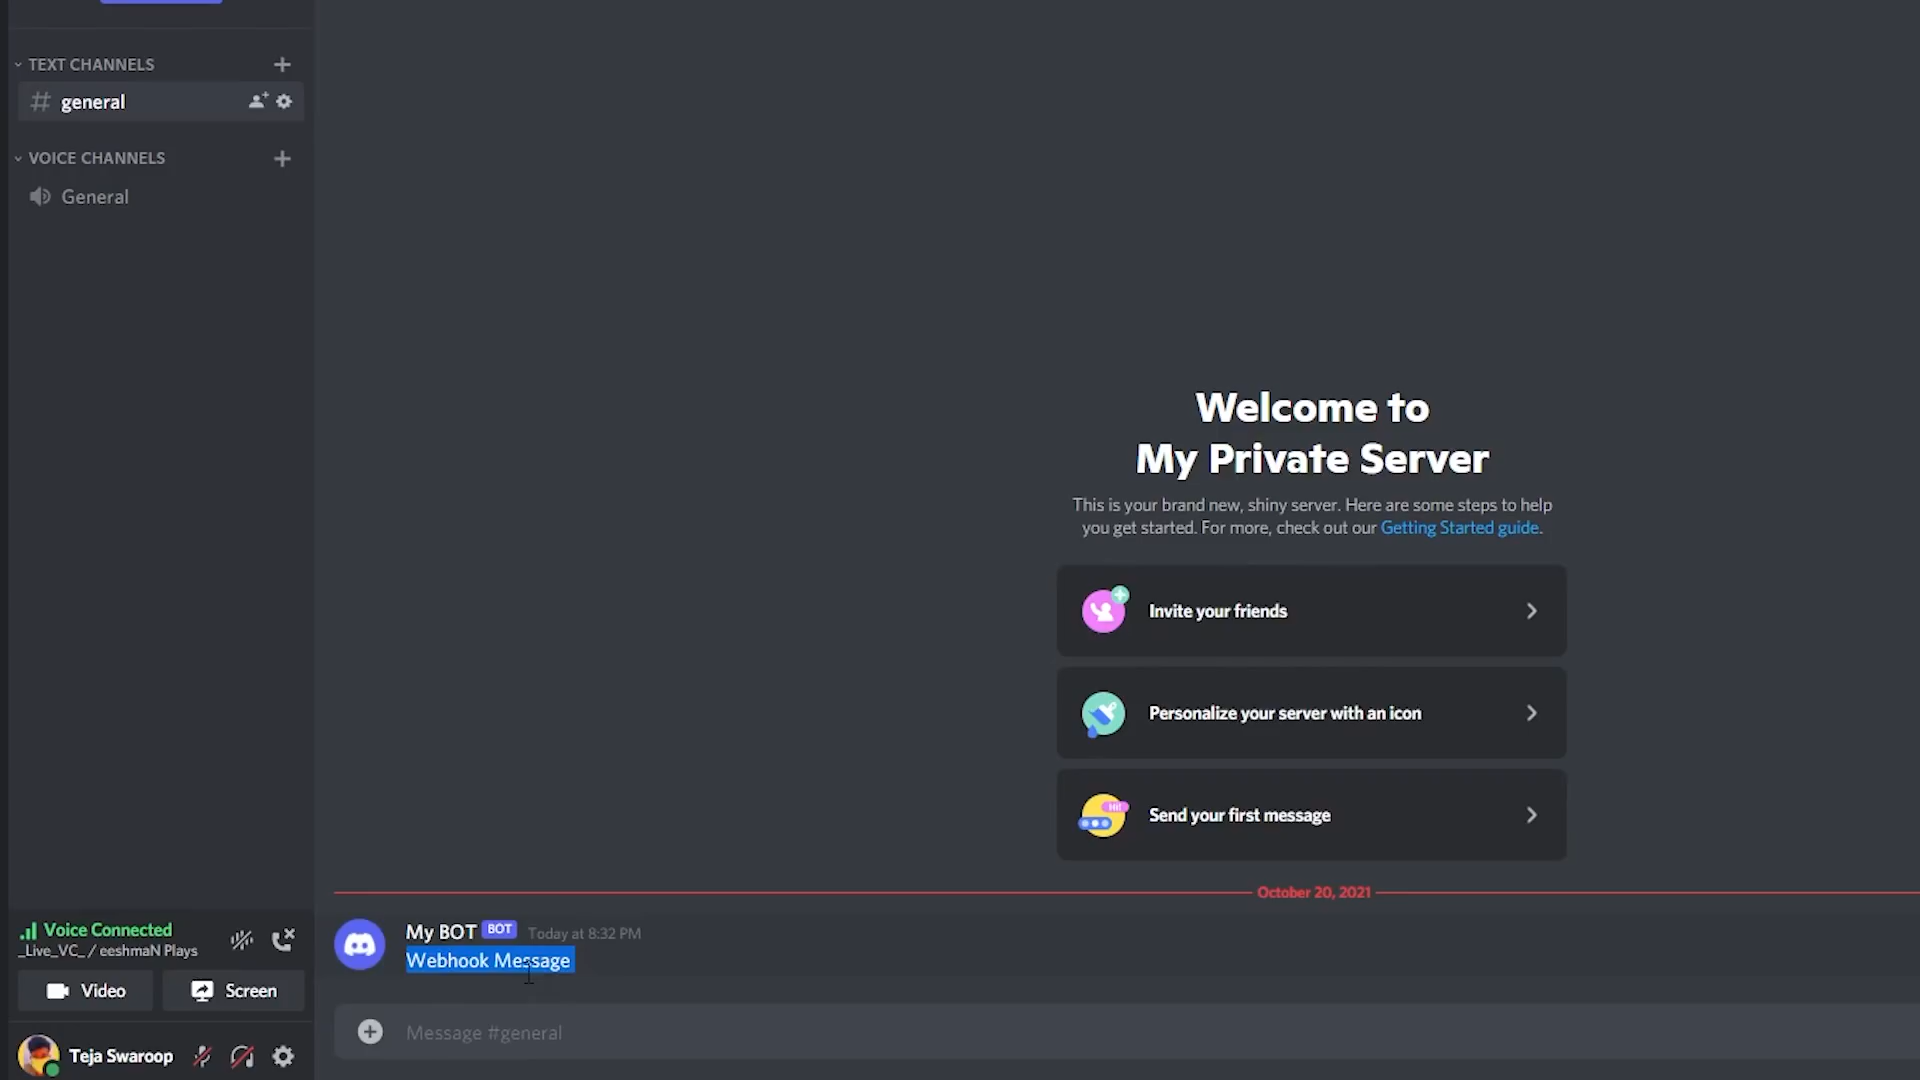 TEXT CHANNELS
general
VOICE CHANNELS
General
Welcome to
My Private Server
This is your brand new, shiny server. Here are some steps to help
you get started. For more, check out our Getting Started guide.
Invite your friends
Personalize your server with an icon
Hi!
Send your first message
October 20, 2021
My BOT BOT Today at 8:32 PM
Webhook Message
Message #general
Voice Connected
_Live_VC_ / eeshmaN Plays
Video Screen
Teja Swaroop